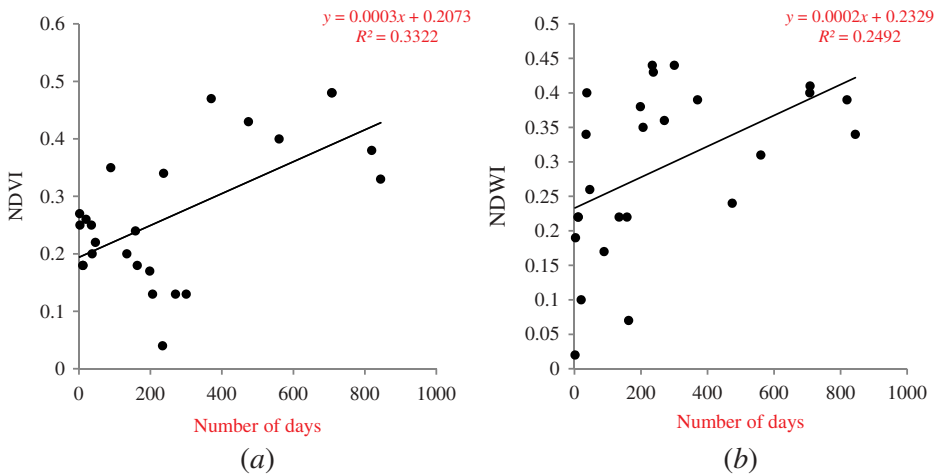 y = 0.0003x + 0.2073
R² = 0.3322
0.6
0.5
0.4
0.3
0.2
0.1
0
NDVI
0 200 400 600 800 1000
Number of days
(a)
y = 0.0002x + 0.2329
R² = 0.2492
0.5
0.45
0.4
0.35
0.3
0.25
0.2
0.15
0.1
0.05
0
NDWI
0 200 400 600 800 1000
Number of days
(b)